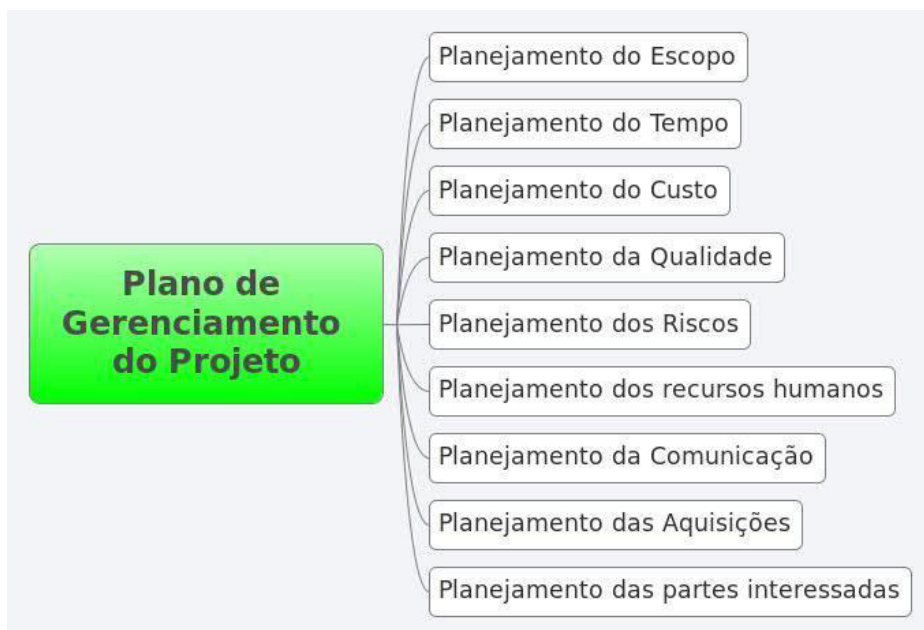 Plano de
Gerenciamento
do Projeto
Planejamento do Escopo
Planejamento do Tempo
Planejamento do Custo
Planejamento da Qualidade
Planejamento dos Riscos
Planejamento dos recursos humanos
Planejamento da Comunicação
Planejamento das Aquisições
Planejamento das partes interessadas